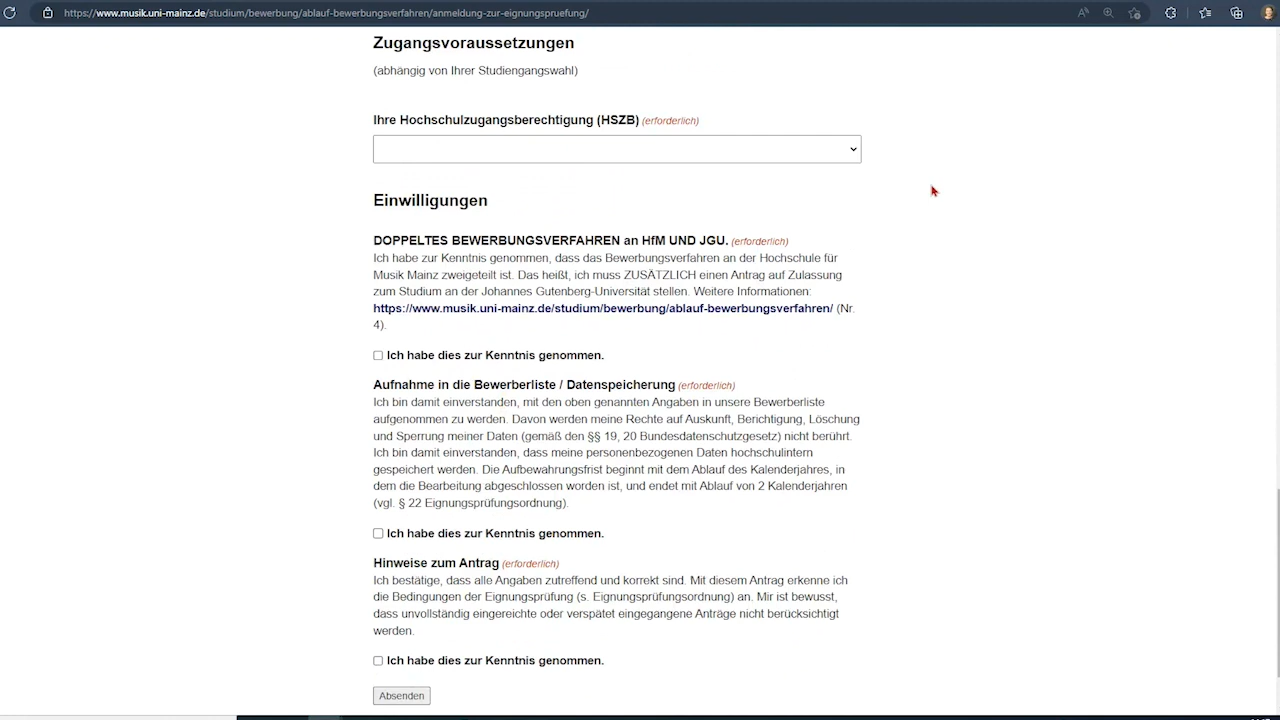 https://www.musik.uni-mainz.de/studium/bewerbung/ablauf-bewerbungsverfahren/anmeldung-zur-eignungspruefung/
Zugangsvoraussetzungen
(abhängig von Ihrer Studiengangswahl)
Ihre Hochschulzugangsberechtigung (HSZB) (erforderlich)
Einwilligungen
DOPPELTES BEWERBUNGSVERFAHREN an HfM UND JGU. (erforderlich)
Ich habe zur Kenntnis genommen, dass das Bewerbungsverfahren an der Hochschule für
Musik Mainz zweigeteilt ist. Das heißt, ich muss ZUSÄTZLICH einen Antrag auf Zulassung
zum Studium an der Johannes Gutenberg-Universität stellen. Weitere Informationen:
https://www.musik.uni-mainz.de/studium/bewerbung/ablauf-bewerbungsverfahren/ (Nr.
4).
Ich habe dies zur Kenntnis genommen.
Aufnahme in die Bewerberliste / Datenspeicherung (erforderlich)
Ich bin damit einverstanden, mit den oben genannten Angaben in unsere Bewerberliste
aufgenommen zu werden. Davon werden meine Rechte auf Auskunft, Berichtigung, Löschung
und Sperrung meiner Daten (gemäß den §§ 19, 20 Bundesdatenschutzgesetz) nicht berührt.
Ich bin damit einverstanden, dass meine personenbezogenen Daten hochschulintern
gespeichert werden. Die Aufbewahrungsfrist beginnt mit dem Ablauf des Kalenderjahres, in
dem die Bearbeitung abgeschlossen worden ist, und endet mit Ablauf von 2 Kalenderjahren
(vgl. § 22 Eignungsprüfungsordnung).
Ich habe dies zur Kenntnis genommen.
Hinweise zum Antrag (erforderlich)
Ich bestätige, dass alle Angaben zutreffend und korrekt sind. Mit diesem Antrag erkenne ich
die Bedingungen der Eignungsprüfung (s. Eignungsprüfungsordnung) an. Mir ist bewusst,
dass unvollständig eingereichte oder verspätet eingegangene Anträge nicht berücksichtigt
werden.
Ich habe dies zur Kenntnis genommen.
Absenden